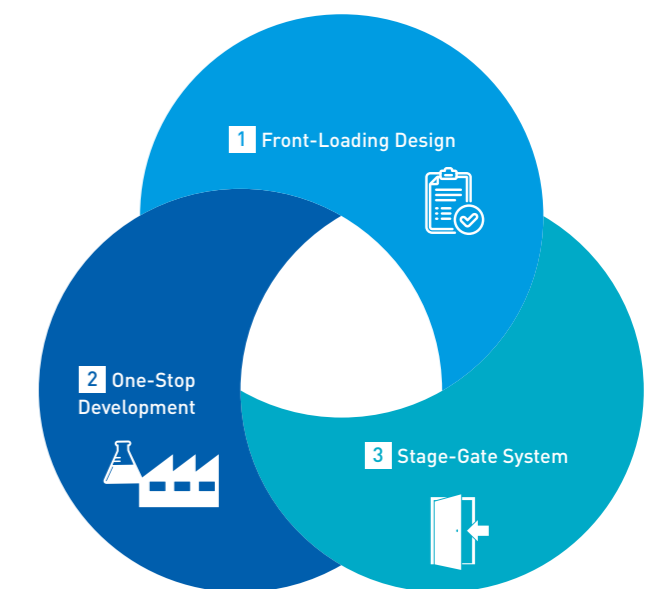 1 Front-Loading Design
2 One-Stop
Development
3 Stage-Gate System